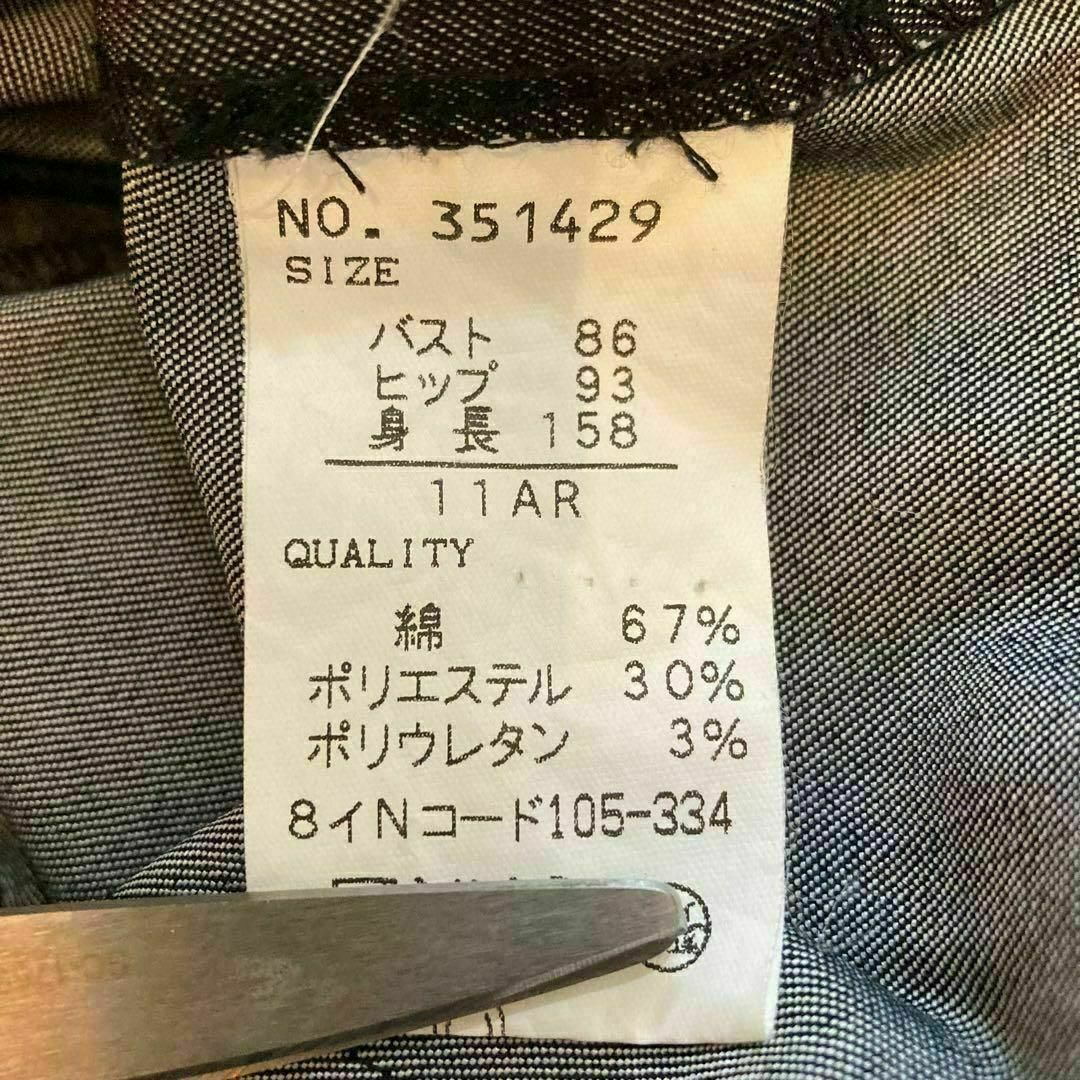 NO. 351429
SIZE
バスト 86
ヒップ 93
身長 158
11AR
QUALITY
綿 67%
ポリエステル 30%
ポリウレタン 3%
8イNコード105-334